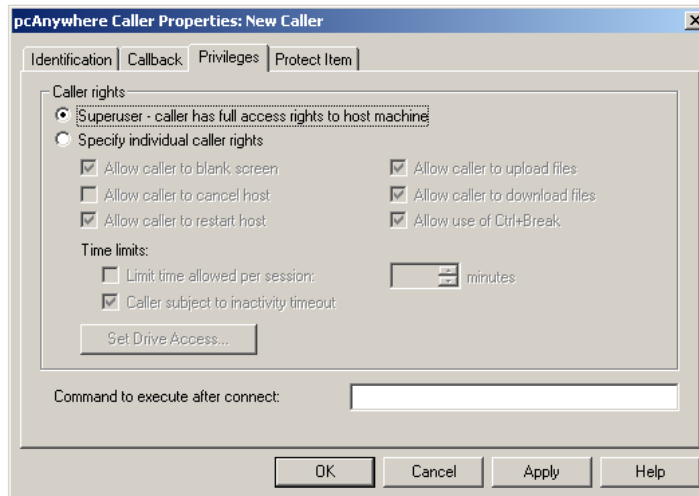 pcAnywhere Caller Properties: New Caller
Identification Callback Privileges Protect Item
Caller rights
Superuser - caller has full access rights to host machine
Specify individual caller rights
Allow caller to blank screen Allow caller to upload files
Allow caller to cancel host Allow caller to download files
Allow caller to restart host Allow use of Ctrl+Break
Time limits:
Limit time allowed per session: minutes
Caller subject to inactivity timeout
Set Drive Access...
Command to execute after connect:
OK Cancel Apply Help